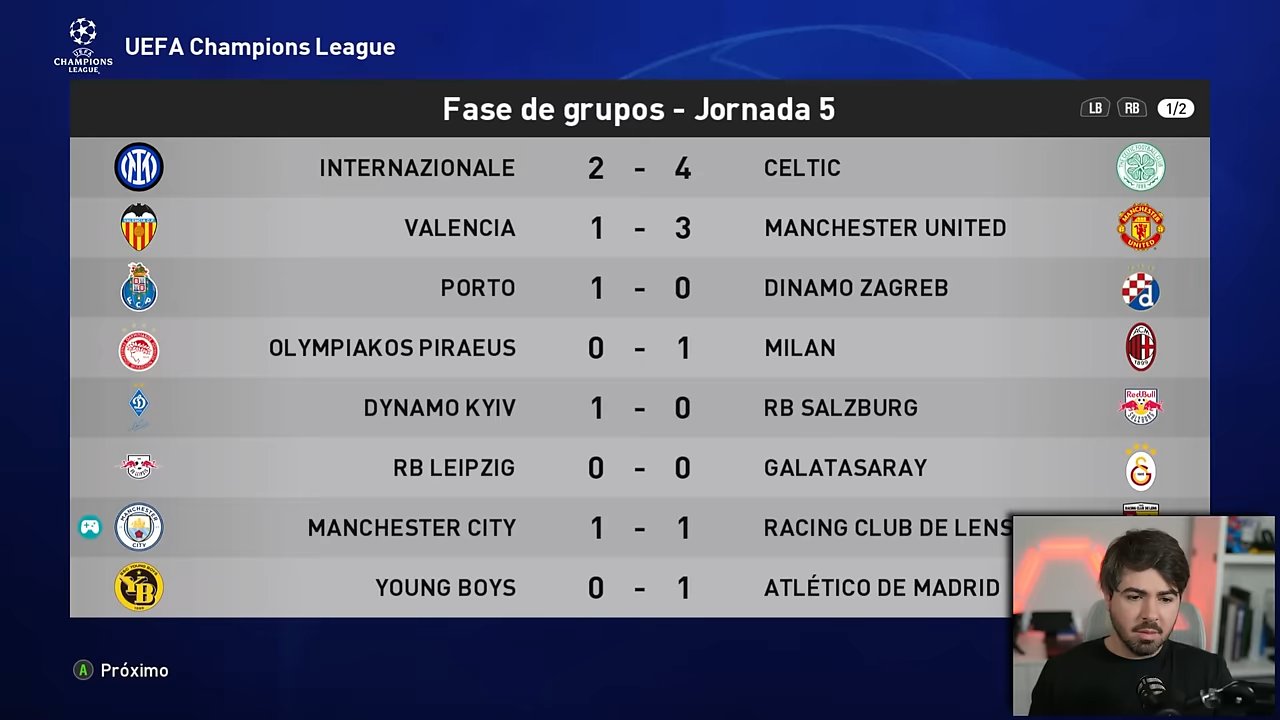 UEFA CHAMPIONS LEAGUE
UEFA Champions League
Fase de grupos - Jornada 5
LB RB 1/2
INTERNAZIONALE 2 - 4 CELTIC
VALENCIA 1 - 3 MANCHESTER UNITED
PORTO 1 - 0 DINAMO ZAGREB
OLYMPIAKOS PIRAEUS 0 - 1 MILAN
DYNAMO KYIV 1 - 0 RB SALZBURG
RB LEIPZIG 0 - 0 GALATASARAY
MANCHESTER CITY 1 - 1 RACING CLUB DE LENS
YOUNG BOYS 0 - 1 ATLÉTICO DE MADRID
A Próximo